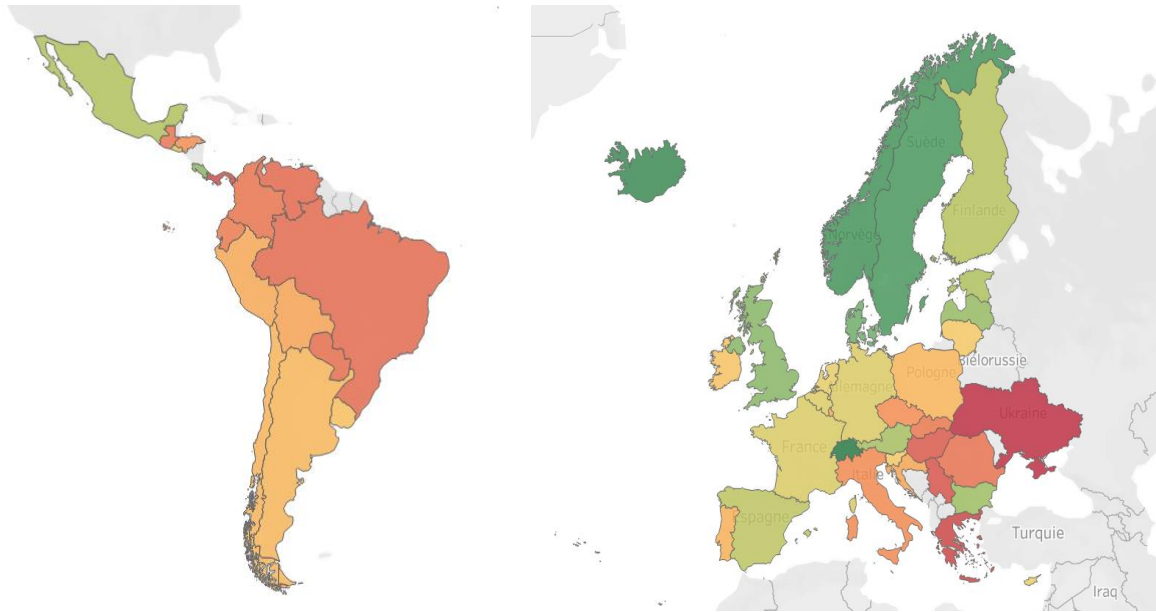 Suède
Norvège
Finlande
Biélorussie
Pologne
Allemagne
Ukraine
France
Italie
Espagne
Turquie
Iraq